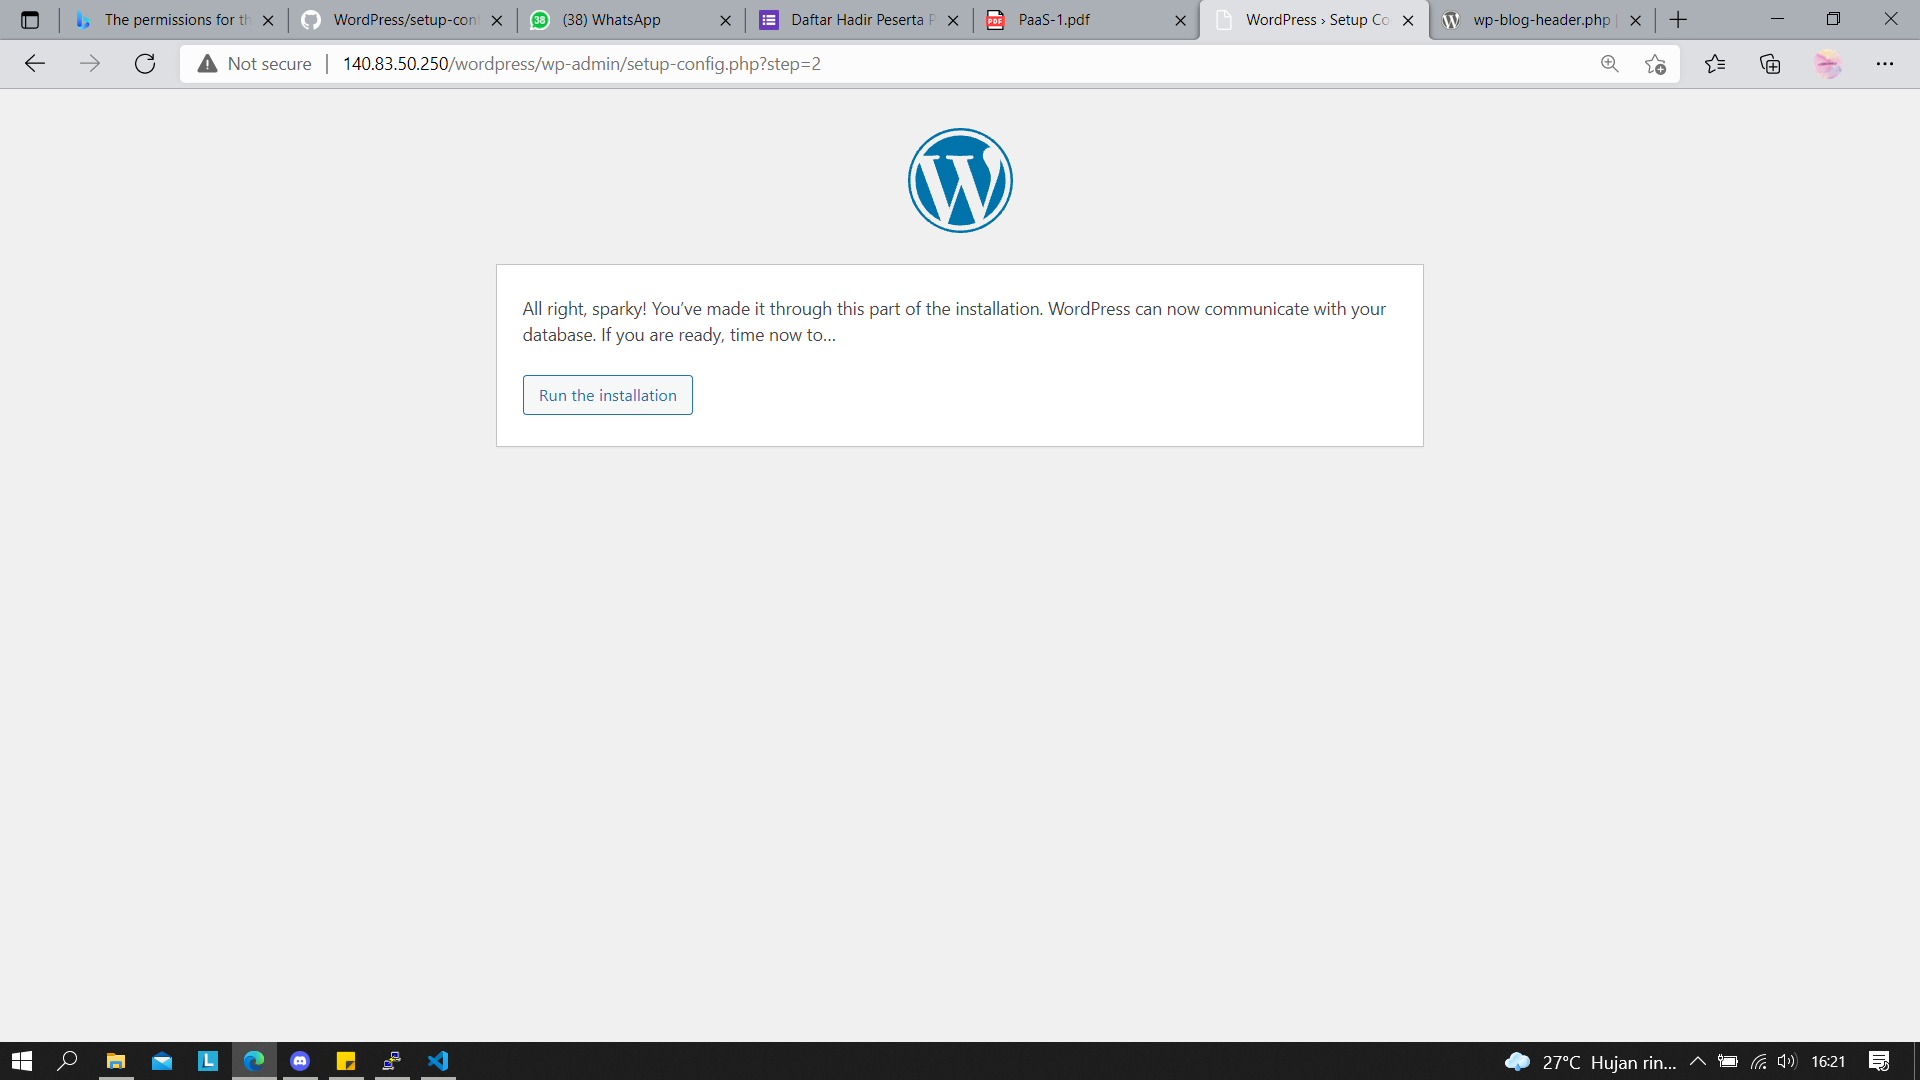 The permissions for th
WordPress/setup-conf
(38) WhatsApp
Daftar Hadir Peserta P
PaaS-1.pdf
WordPress › Setup Co
wp-blog-header.php |
Not secure
140.83.50.250/wordpress/wp-admin/setup-config.php?step=2
All right, sparky! You’ve made it through this part of the installation. WordPress can now communicate with your
database. If you are ready, time now to…
Run the installation
27°C Hujan rin...
16:21